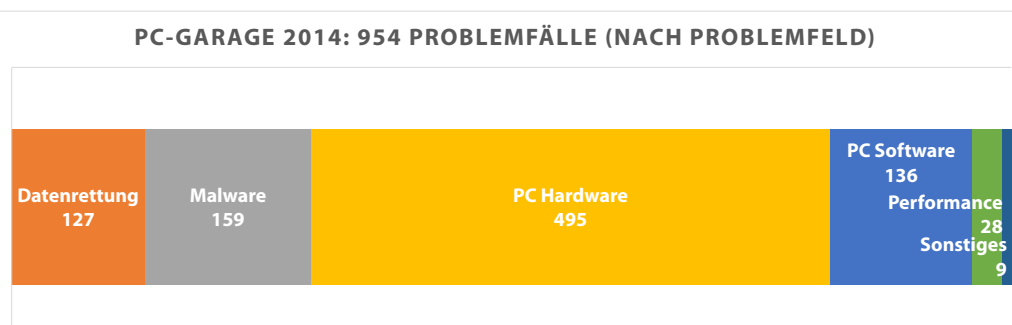 PC-GARAGE 2014: 954 PROBLEMFÄLLE (NACH PROBLEMFELD)
Datenrettung
127
Malware
159
PC Hardware
495
PC Software
136
Performance
28
Sonstiges
9